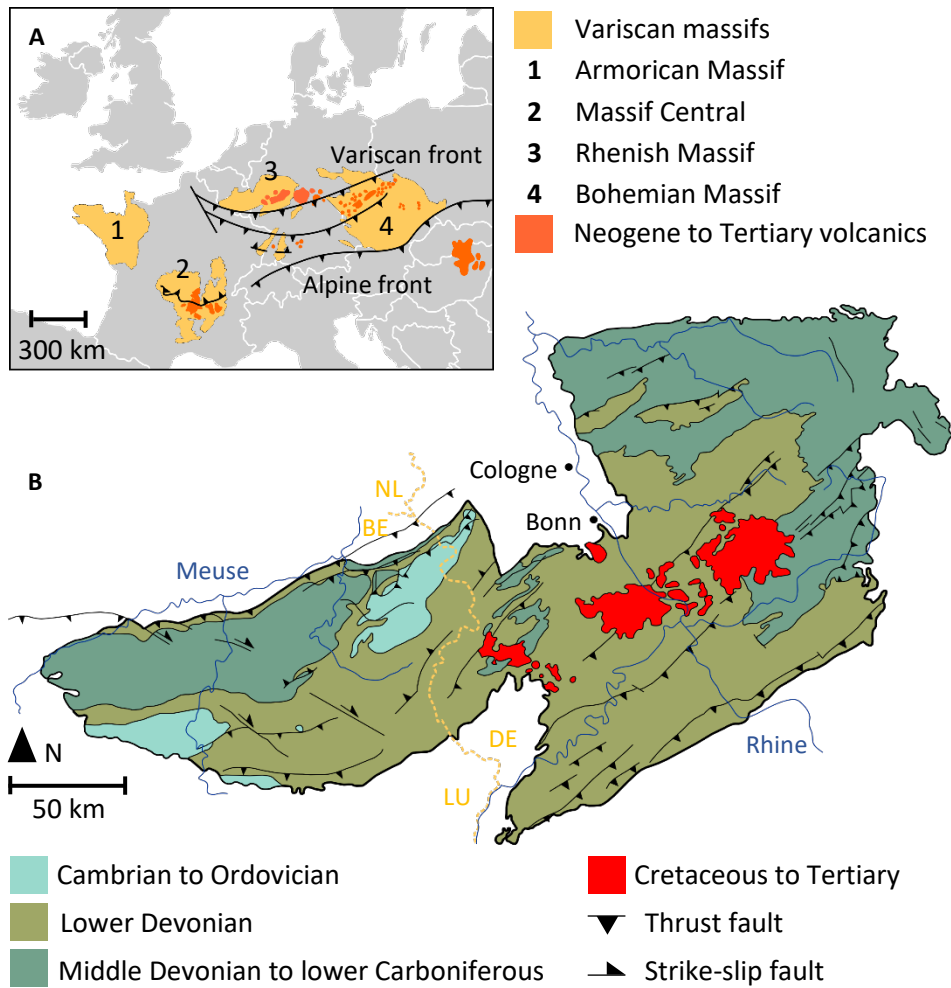 A
Variscan front
3
4
1
2
Alpine front
300 km
Variscan massifs
1 Armorican Massif
2 Massif Central
3 Rhenish Massif
4 Bohemian Massif
Neogene to Tertiary volcanics
B
Cologne
NL
Bonn
BE
Meuse
DE
Rhine
N
LU
50 km
Cambrian to Ordovician
Lower Devonian
Middle Devonian to lower Carboniferous
Cretaceous to Tertiary
Thrust fault
Strike-slip fault